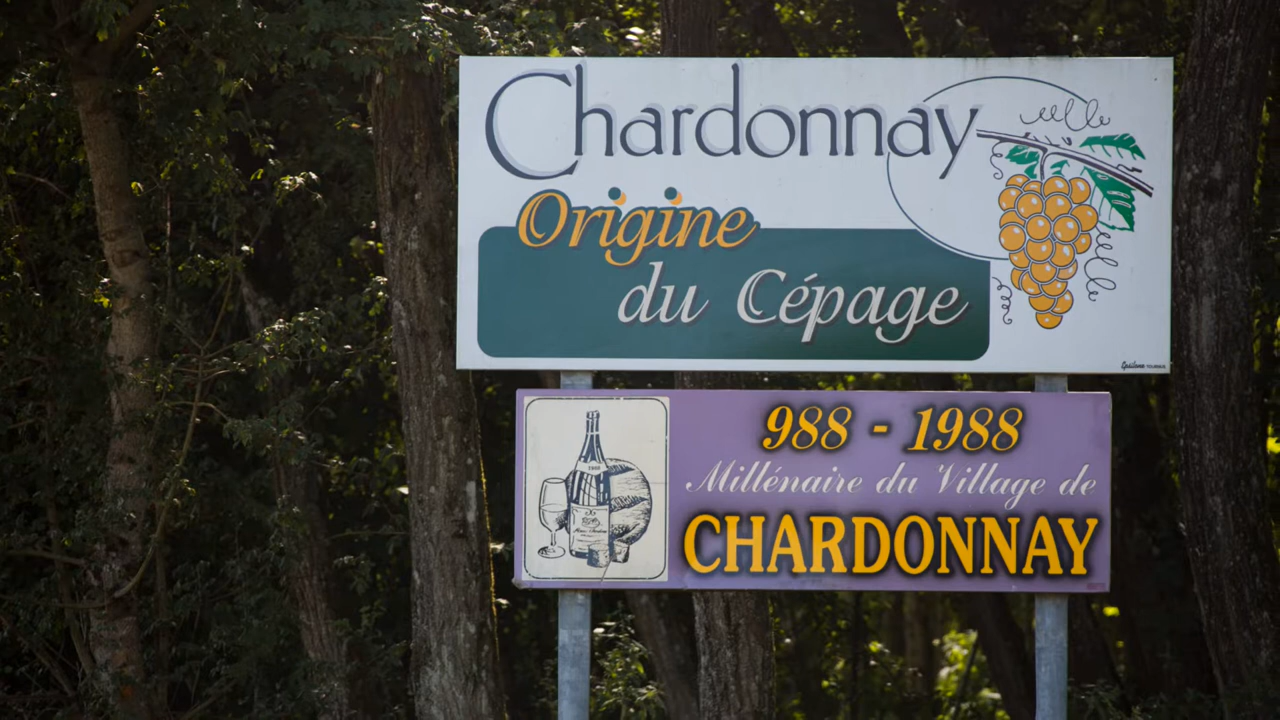 Chardonnay
Origine
du Cépage
988 - 1988
Millénaire du Village de
CHARDONNAY